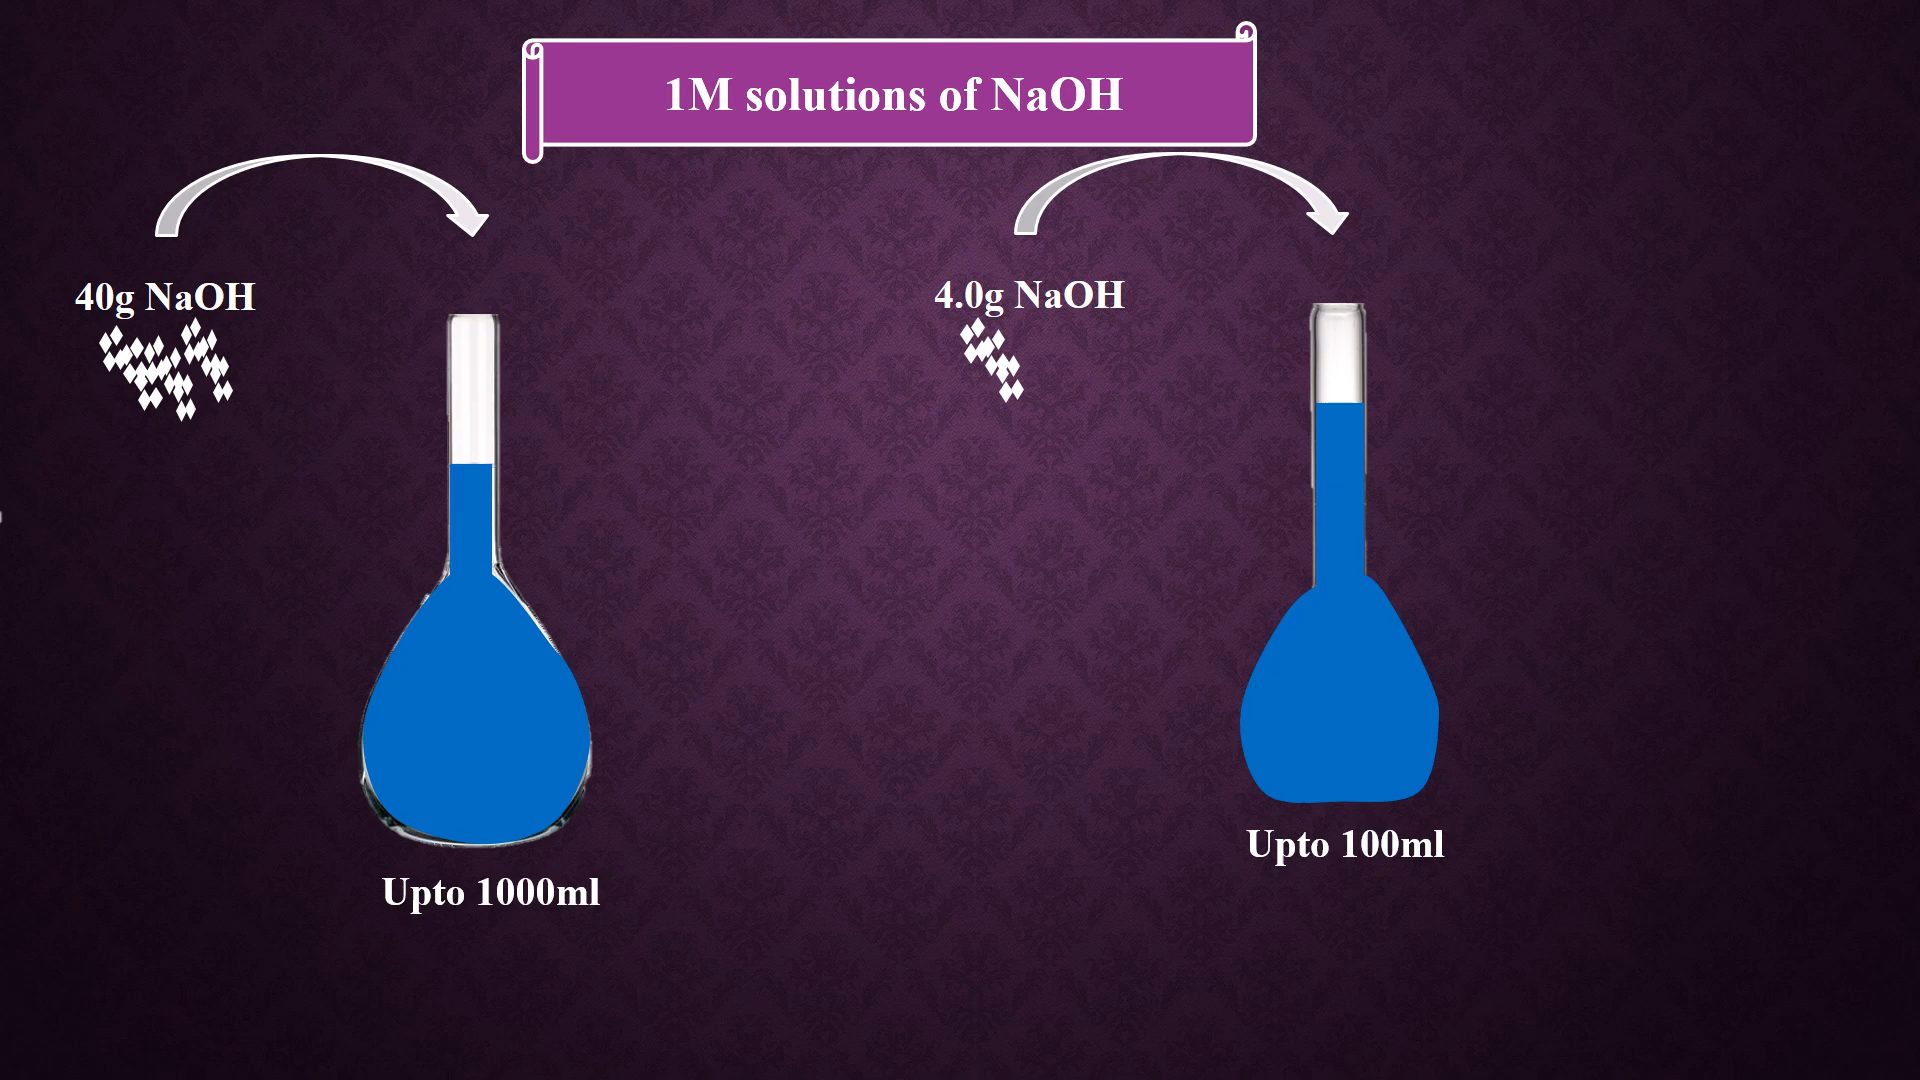 1M solutions of NaOH
40g NaOH
4.0g NaOH
Upto 1000ml
Upto 100ml